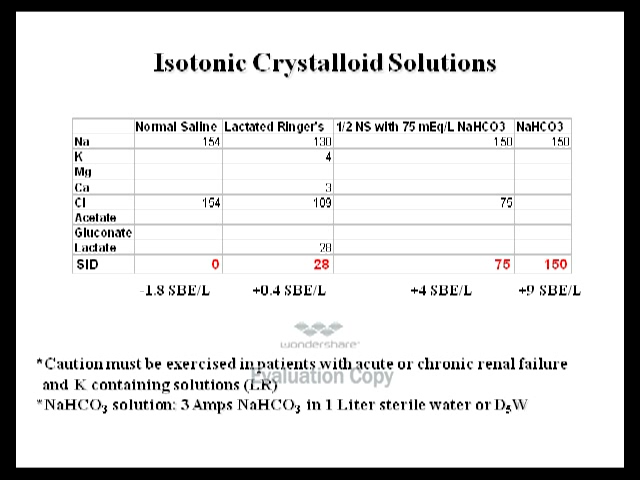 Isotonic Crystalloid Solutions
Normal Saline Lactated Ringer's 1/2 NS with 75 mEq/L NaHCO3 NaHCO3
Na 154 130 150 150
K 4
Mg
Ca 3
Cl 154 109 75
Acetate
Gluconate
Lactate 28
SID 0 28 75 150
-1.8 SBE/L +0.4 SBE/L +4 SBE/L +9 SBE/L
wondershare
*Caution must be exercised in patients with acute or chronic renal failure
Evaluation Copy
and K containing solutions (LR)
*NaHCO₃ solution: 3 Amps NaHCO₃ in 1 Liter sterile water or D₅W